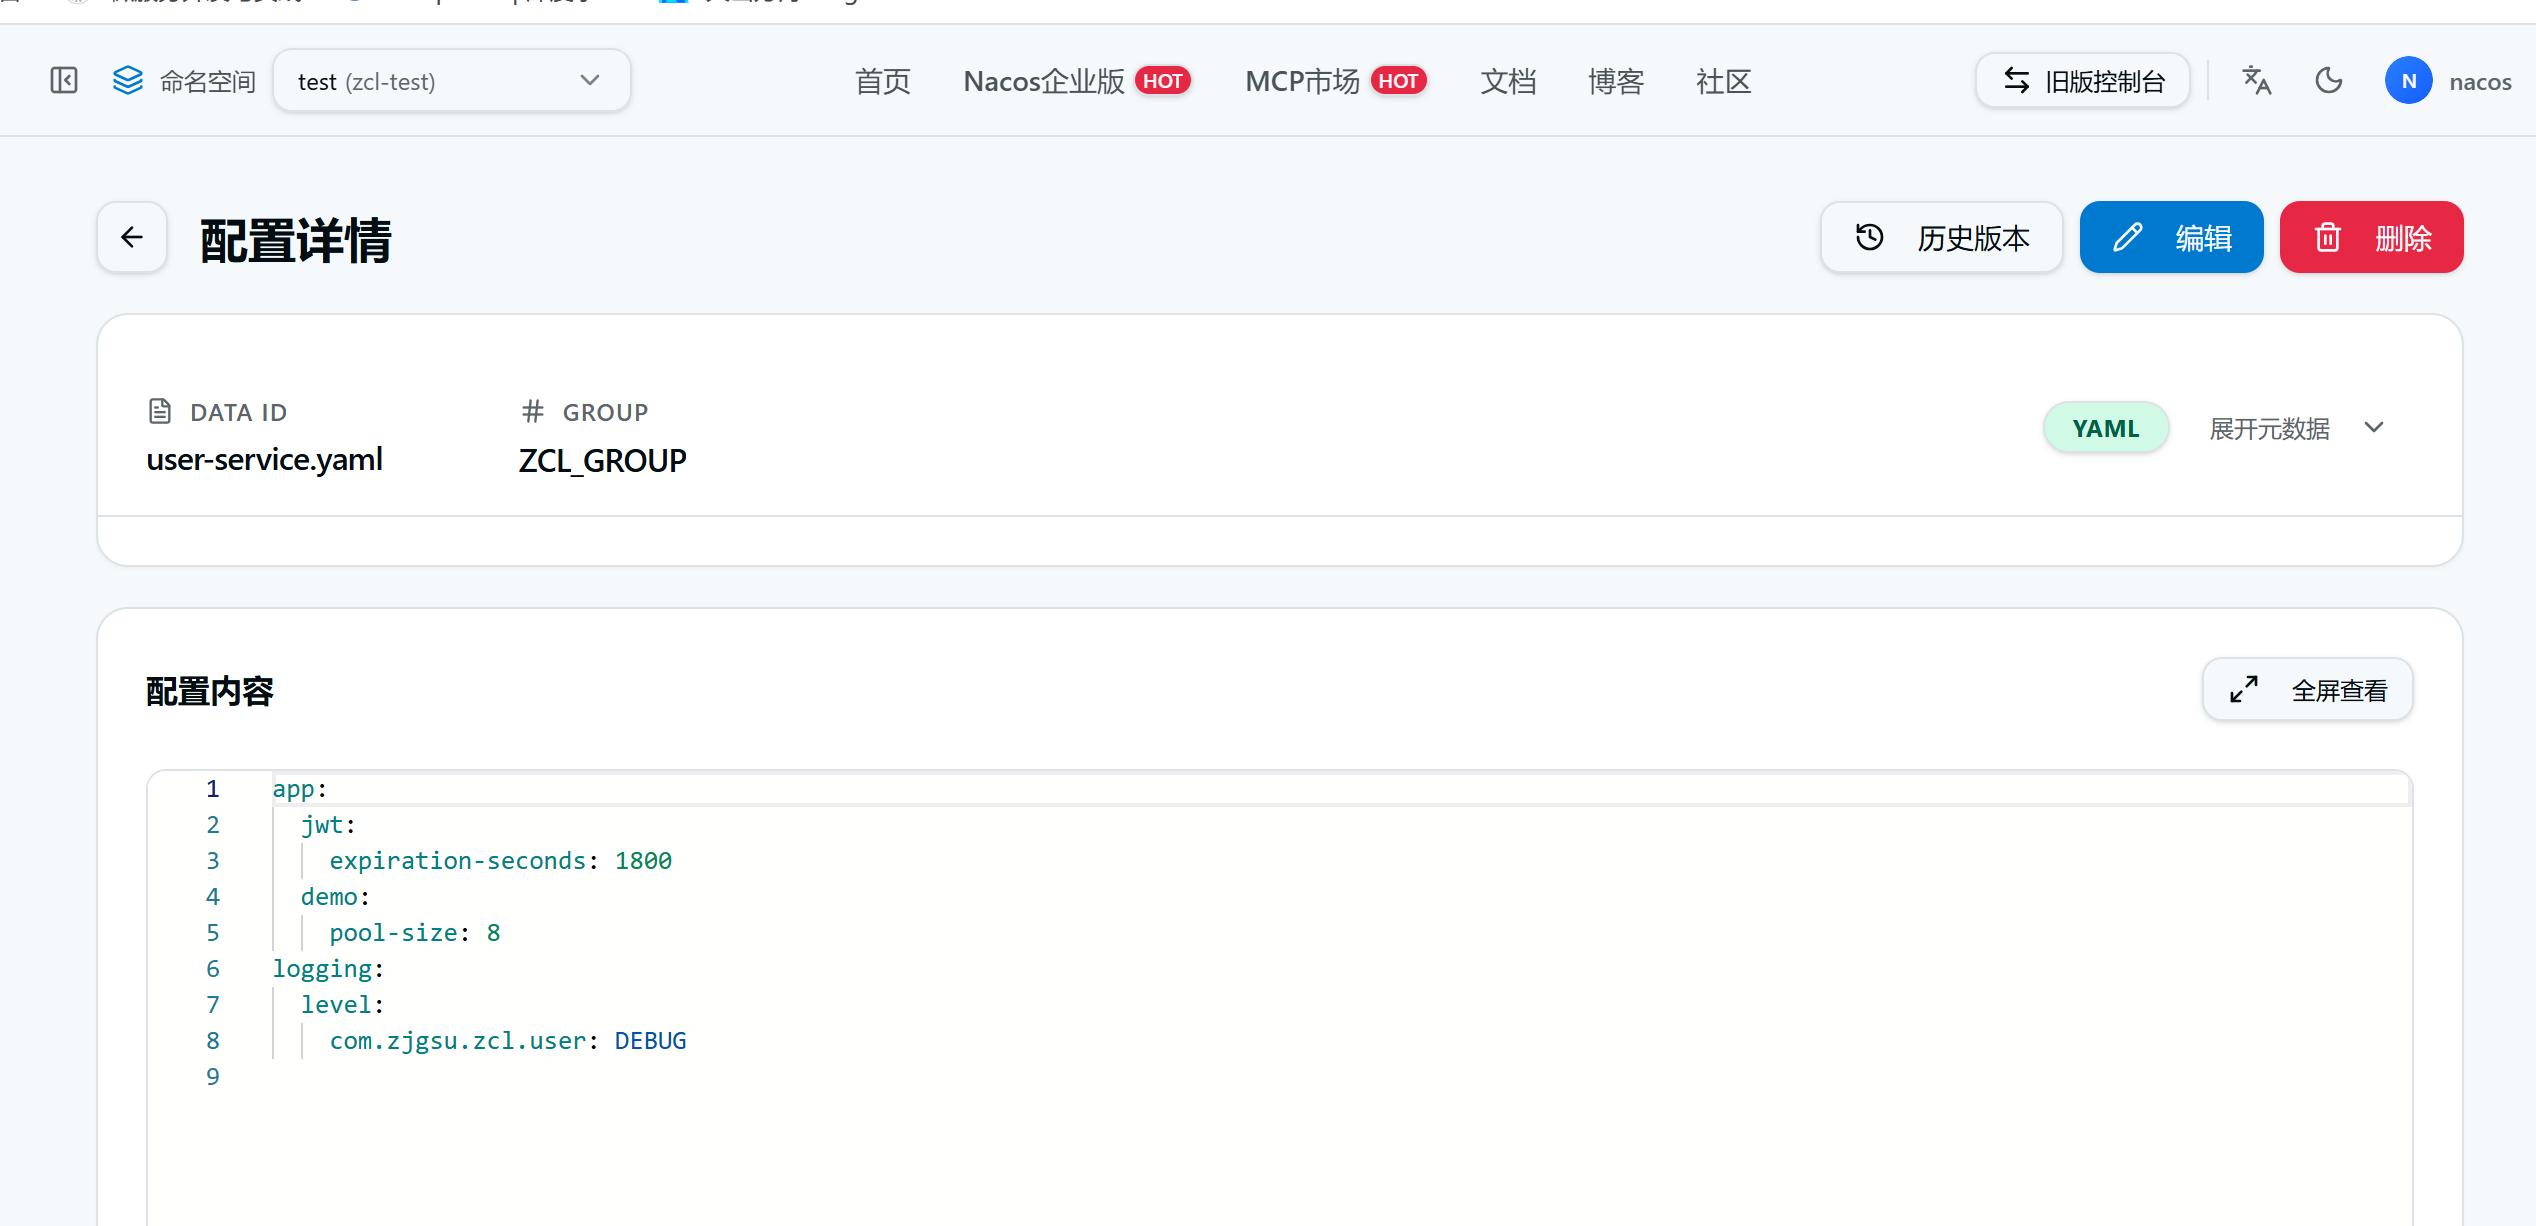 命名空间 test (zcl-test) 首页 Nacos企业版 HOT MCP市场 HOT 文档 博客 社区 旧版控制台 N nacos
配置详情 历史版本 编辑 删除
DATA ID GROUP
YAML 展开元数据
user-service.yaml ZCL_GROUP
配置内容 全屏查看
1 app:
2 jwt:
3 expiration-seconds: 1800
4 demo:
5 pool-size: 8
6 logging:
7 level:
8 com.zjgsu.zcl.user: DEBUG
9